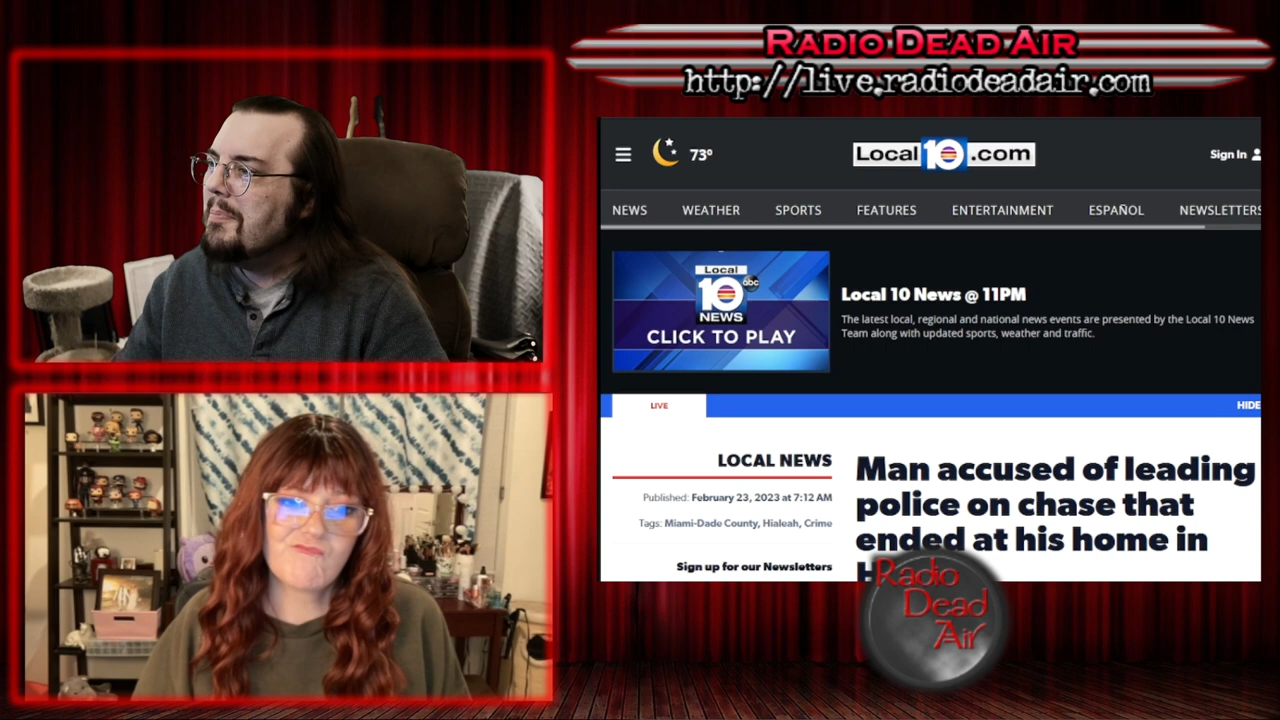 RADIO DEAD AIR
http://live.radiodeadair.com
73°
Local 10 .com
Sign In
NEWS WEATHER SPORTS FEATURES ENTERTAINMENT ESPAÑOL NEWSLETTERS
Local
10 abc
NEWS
CLICK TO PLAY
Local 10 News @ 11PM
The latest local, regional and national news events are presented by the Local 10 News
Team along with updated sports, weather and traffic.
LIVE
HIDE
LOCAL NEWS
Published: February 23, 2023 at 7:12 AM
Tags: Miami-Dade County, Hialeah, Crime
Sign up for our Newsletters
Man accused of leading
police on chase that
ended at his home in
Radio
Dead
Air